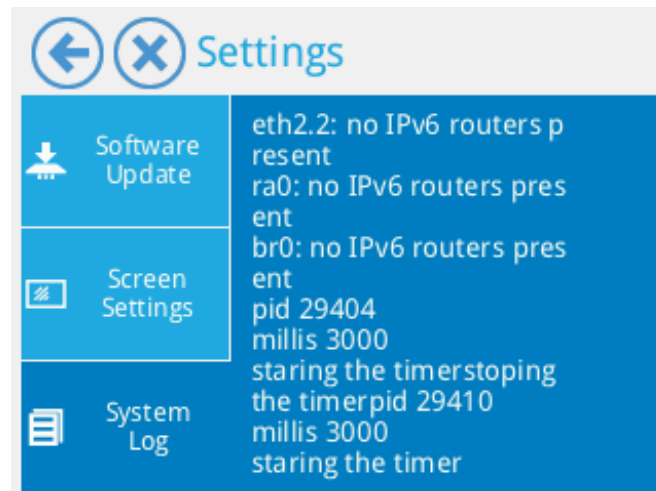 Settings
Software
Update
Screen
Settings
System
Log
eth2.2: no IPv6 routers p
resent
ra0: no IPv6 routers pres
ent
br0: no IPv6 routers pres
ent
pid 29404
millis 3000
staring the timerstoping
the timerpid 29410
millis 3000
staring the timer